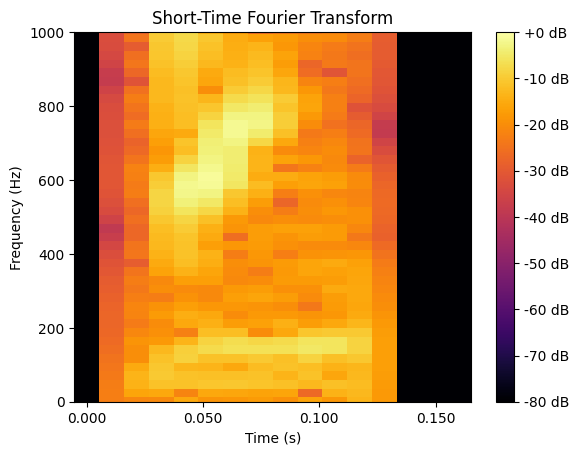 Short-Time Fourier Transform
1000
800
600
400
200
0
Frequency (Hz)
0.000
0.050
0.100
0.150
Time (s)
+0 dB
-10 dB
-20 dB
-30 dB
-40 dB
-50 dB
-60 dB
-70 dB
-80 dB